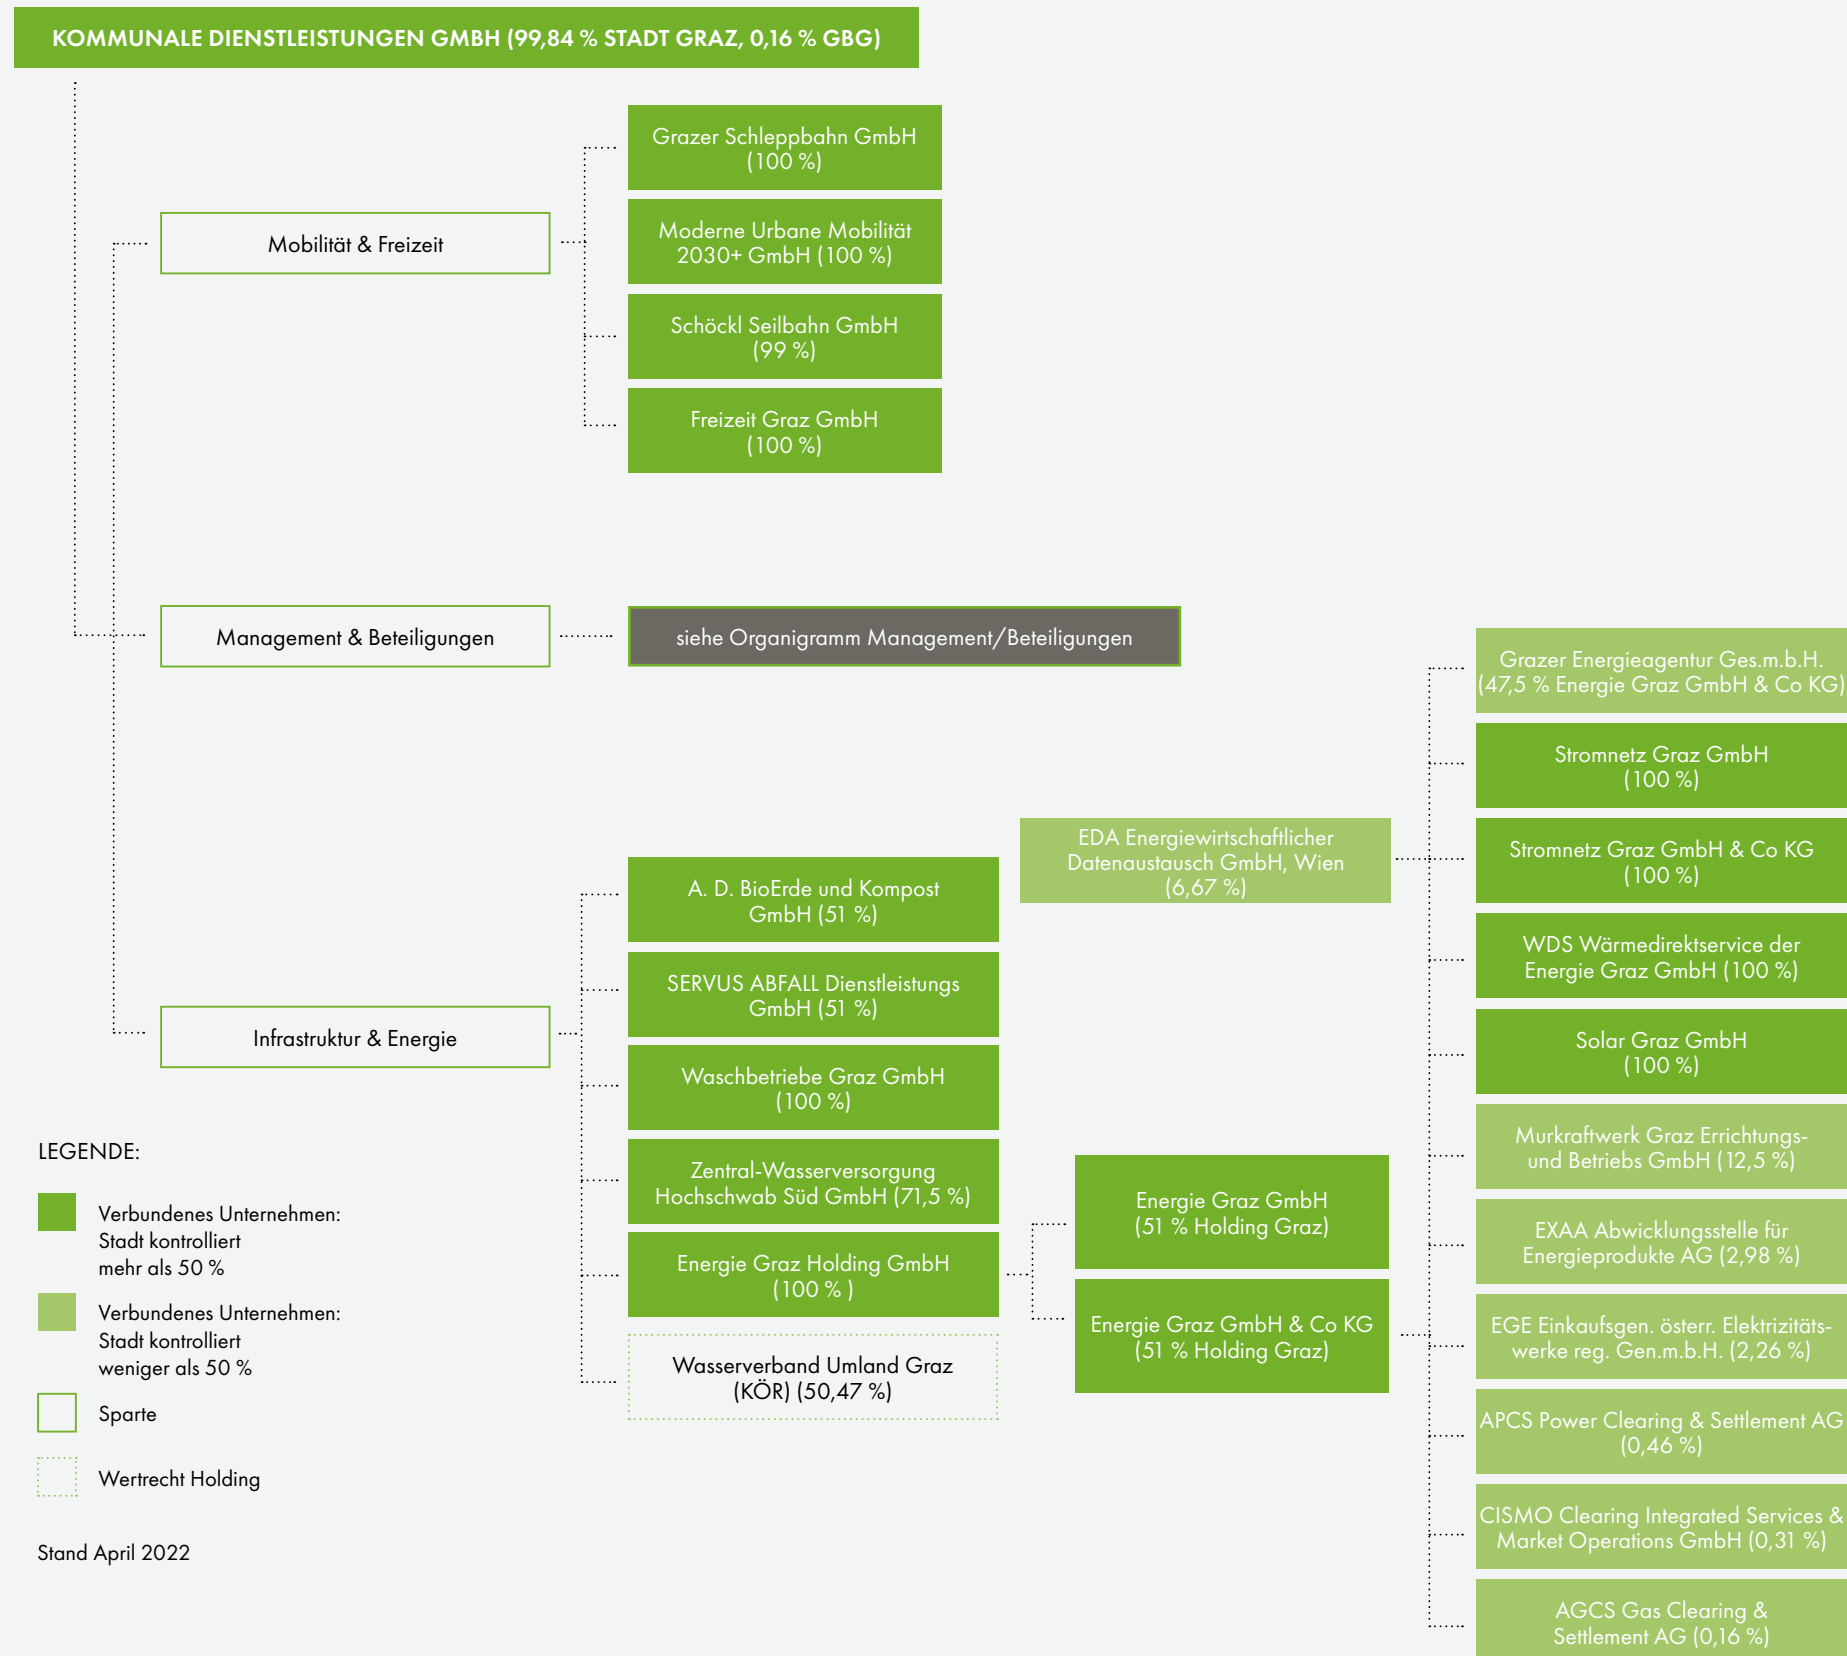 KOMMUNALE DIENSTLEISTUNGEN GMBH (99,84 % STADT GRAZ, 0,16 % GBG)
Mobilität & Freizeit
Grazer Schleppbahn GmbH
(100 %)
Moderne Urbane Mobilität
2030+ GmbH (100 %)
Schöckl Seilbahn GmbH
(99 %)
Freizeit Graz GmbH
(100 %)
Management & Beteiligungen
siehe Organigramm Management/Beteiligungen
Infrastruktur & Energie
A. D. BioErde und Kompost
GmbH (51 %)
SERVUS ABFALL Dienstleistungs
GmbH (51 %)
Waschbetriebe Graz GmbH
(100 %)
Zentral-Wasserversorgung
Hochschwab Süd GmbH (71,5 %)
Energie Graz Holding GmbH
(100 % )
Wasserverband Umland Graz
(KÖR) (50,47 %)
EDA Energiewirtschaftlicher
Datenaustausch GmbH, Wien
(6,67 %)
Energie Graz GmbH
(51 % Holding Graz)
Energie Graz GmbH & Co KG
(51 % Holding Graz)
Grazer Energieagentur Ges.m.b.H.
(47,5 % Energie Graz GmbH & Co KG)
Stromnetz Graz GmbH
(100 %)
Stromnetz Graz GmbH & Co KG
(100 %)
WDS Wärmedirektservice der
Energie Graz GmbH (100 %)
Solar Graz GmbH
(100 %)
Murkraftwerk Graz Errichtungs-
und Betriebs GmbH (12,5 %)
EXAA Abwicklungsstelle für
Energieprodukte AG (2,98 %)
EGE Einkaufsgen. österr. Elektrizitäts-
werke reg. Gen.m.b.H. (2,26 %)
APCS Power Clearing & Settlement AG
(0,46 %)
CISMO Clearing Integrated Services &
Market Operations GmbH (0,31 %)
AGCS Gas Clearing &
Settlement AG (0,16 %)
LEGENDE:
Verbundenes Unternehmen:
Stadt kontrolliert
mehr als 50 %
Verbundenes Unternehmen:
Stadt kontrolliert
weniger als 50 %
Sparte
Wertrecht Holding
Stand April 2022